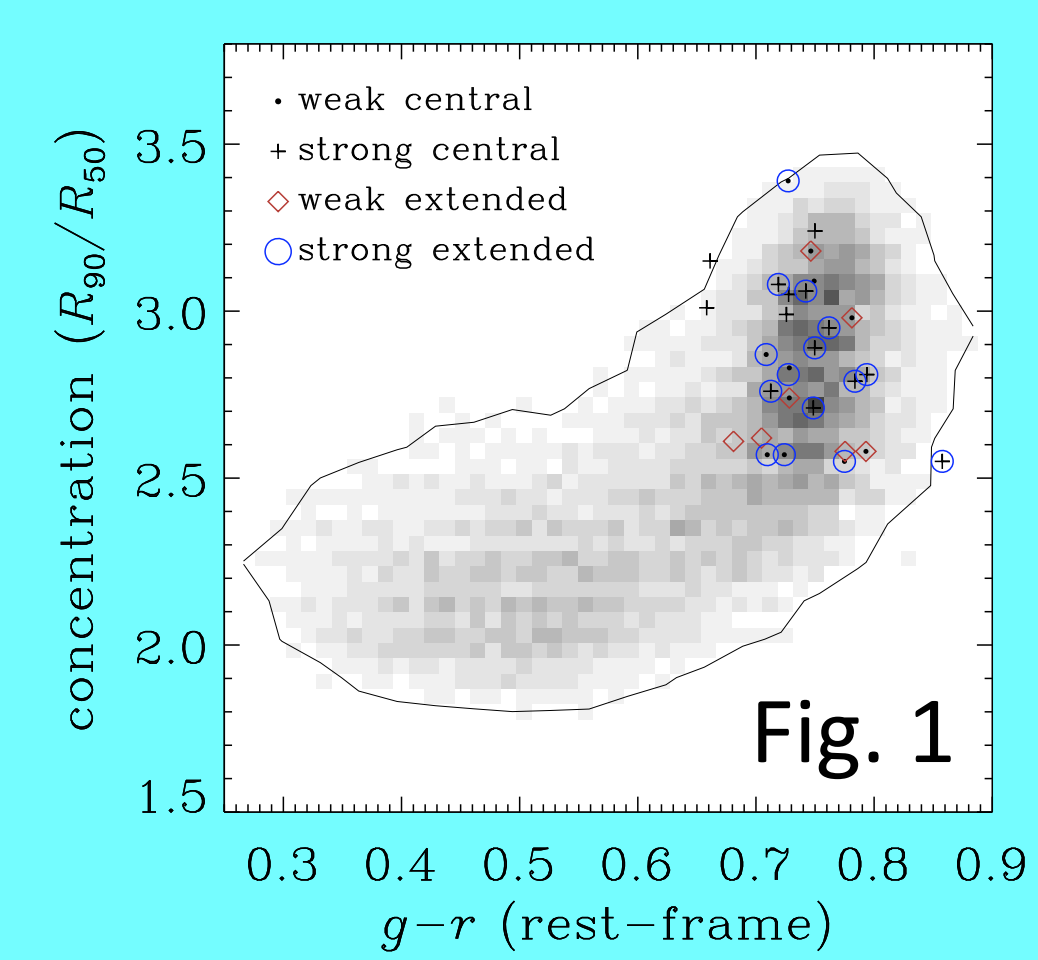 weak central
strong central
weak extended
strong extended
concentration (R90/R50)
3.5
3.0
2.5
2.0
1.5
Fig. 1
0.3 0.4 0.5 0.6 0.7 0.8 0.9
g−r (rest−frame)